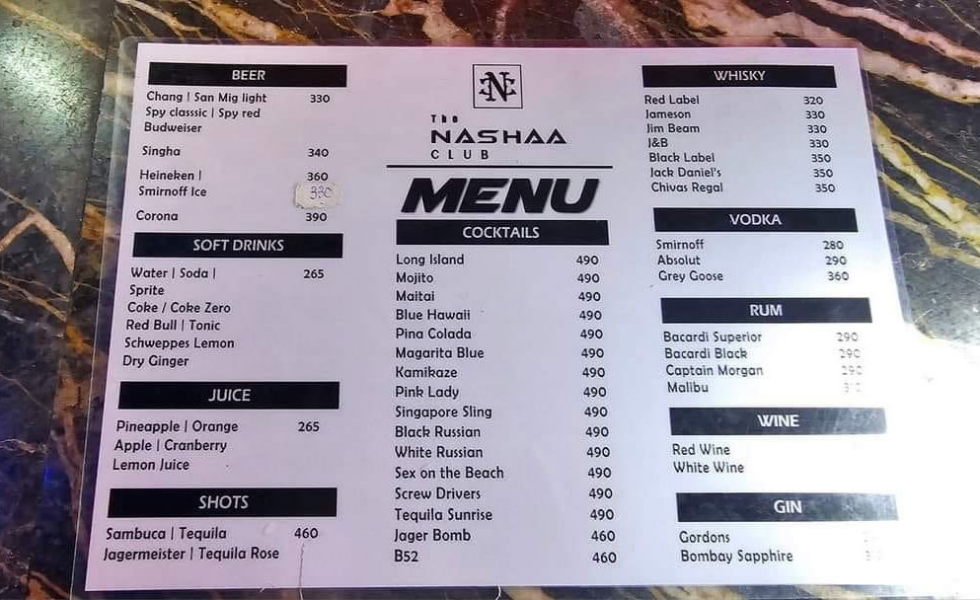 BEER
Chang | San Mig light 330
Spy classsic | Spy red
Budweiser
Singha 340
Heineken | 360
Smirnoff Ice 330
Corona 390
SOFT DRINKS
Water | Soda | 265
Sprite
Coke / Coke Zero
Red Bull | Tonic
Schweppes Lemon
Dry Ginger
JUICE
Pineapple | Orange 265
Apple | Cranberry
Lemon Juice
SHOTS
Sambuca | Tequila 460
Jagermeister | Tequila Rose
The
NASHAA
CLUB
MENU
COCKTAILS
Long Island 490
Mojito 490
Maitai 490
Blue Hawaii 490
Pina Colada 490
Magarita Blue 490
Kamikaze 490
Pink Lady 490
Singapore Sling 490
Black Russian 490
White Russian 490
Sex on the Beach 490
Screw Drivers 490
Tequila Sunrise 490
Jager Bomb 460
B52 460
WHISKY
Red Label 320
Jameson 330
Jim Beam 330
J&B 330
Black Label 350
Jack Daniel's 350
Chivas Regal 350
VODKA
Smirnoff 280
Absolut 290
Grey Goose 360
RUM
Bacardi Superior 290
Bacardi Black 290
Captain Morgan 290
Malibu
WINE
Red Wine
White Wine
GIN
Gordons
Bombay Sapphire